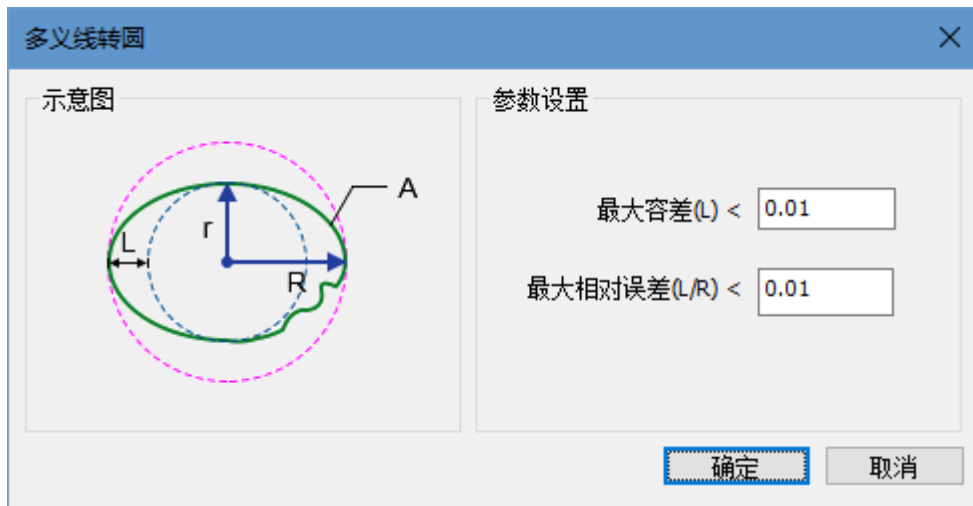 多义线转圆
示意图
A
r
L
R
参数设置
最大容差(L) < 0.01
最大相对误差(L/R) < 0.01
确定 取消